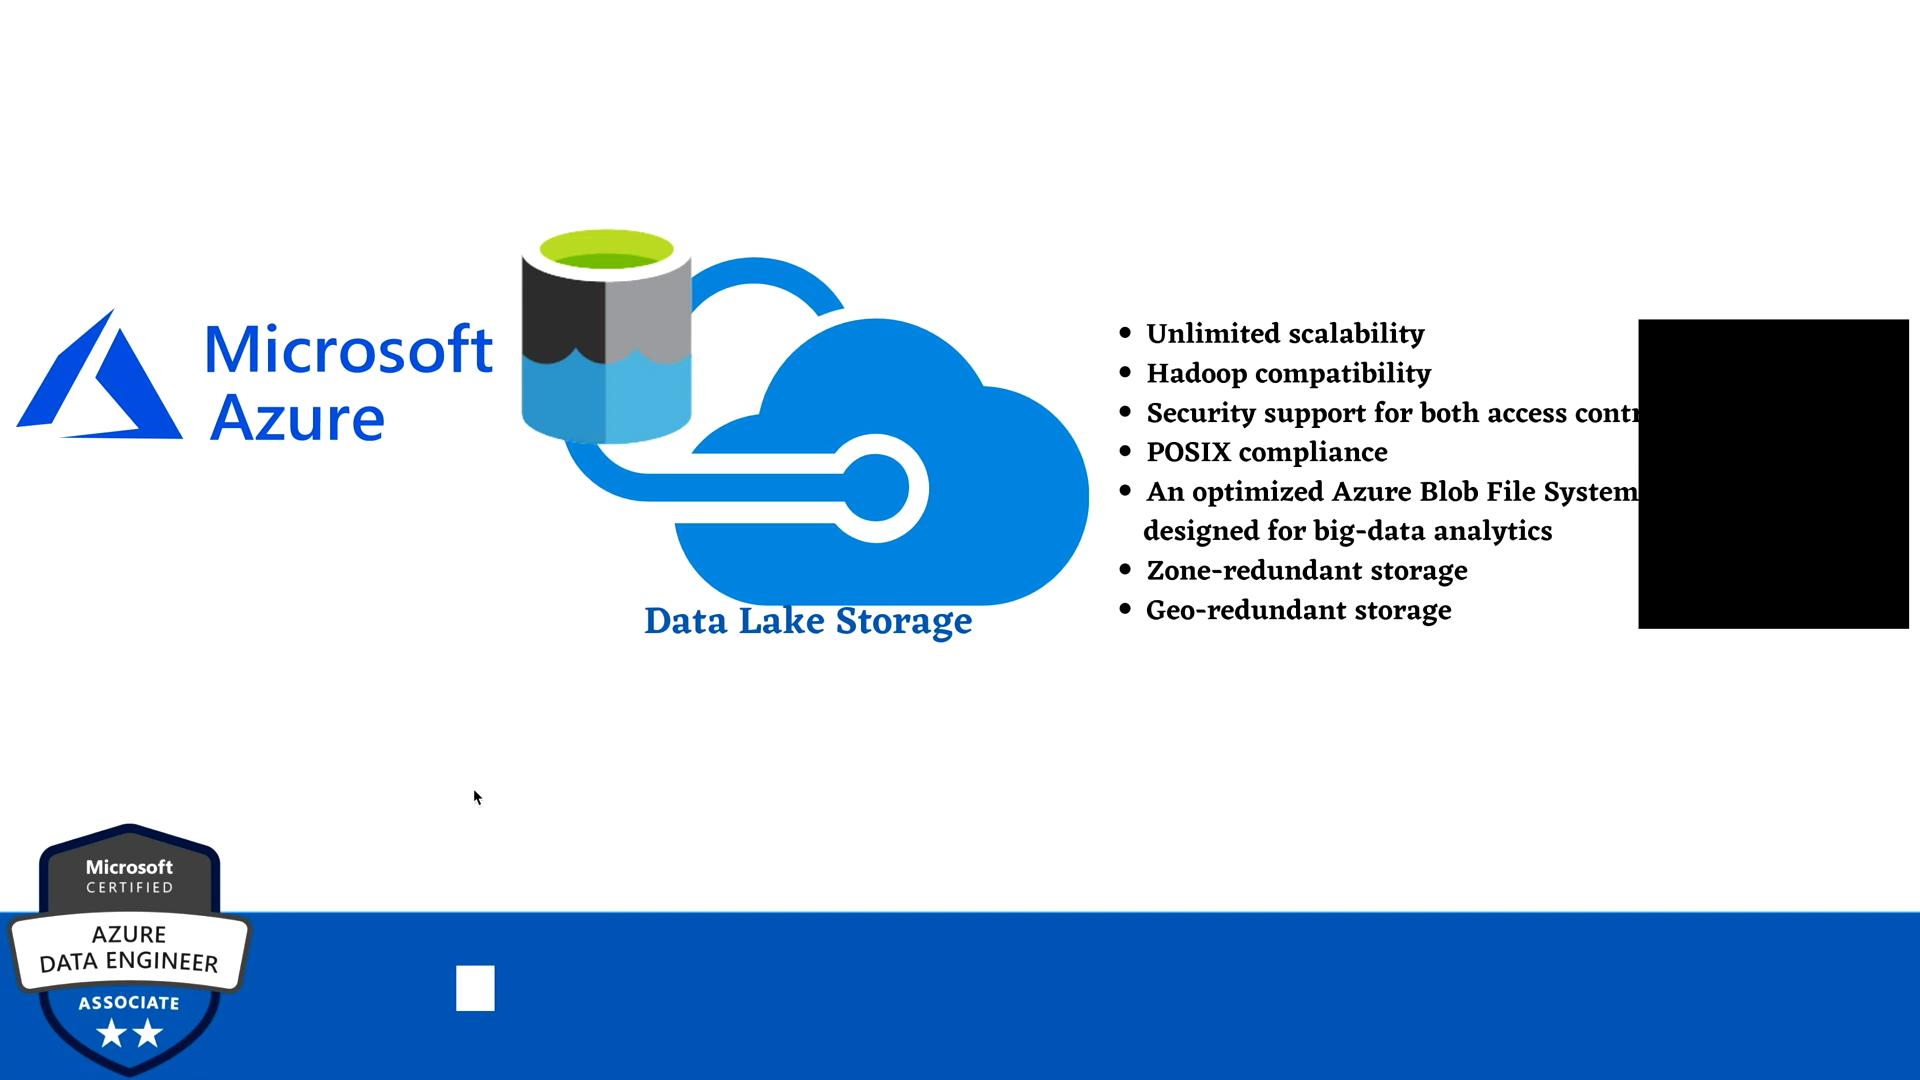 Microsoft
Azure
Data Lake Storage
• Unlimited scalability
• Hadoop compatibility
• Security support for both access
• POSIX compliance
• An optimized Azure Blob File System
designed for big-data analytics
• Zone-redundant storage
• Geo-redundant storage
Microsoft
CERTIFIED
AZURE
DATA ENGINEER
ASSOCIATE